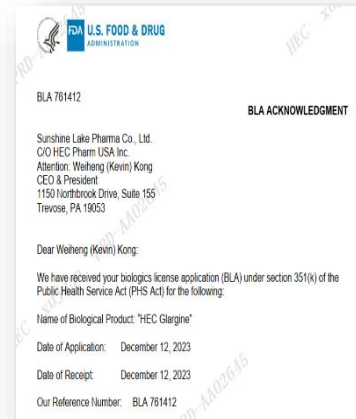 FDA U.S. FOOD & DRUG
ADMINISTRATION
BLA 761412
BLA ACKNOWLEDGMENT
Sunshine Lake Pharma Co., Ltd.
C/O HEC Pharm USA Inc.
Attention: Weiheng (Kevin) Kong
CEO & President
1150 Northbrook Drive, Suite 155
Trevose, PA 19053
Dear Weiheng (Kevin) Kong:
We have received your biologics license application (BLA) under section 351(k) of the
Public Health Service Act (PHS Act) for the following:
Name of Biological Product: "HEC Glargine"
Date of Application: December 12, 2023
Date of Receipt: December 12, 2023
Our Reference Number: BLA 761412